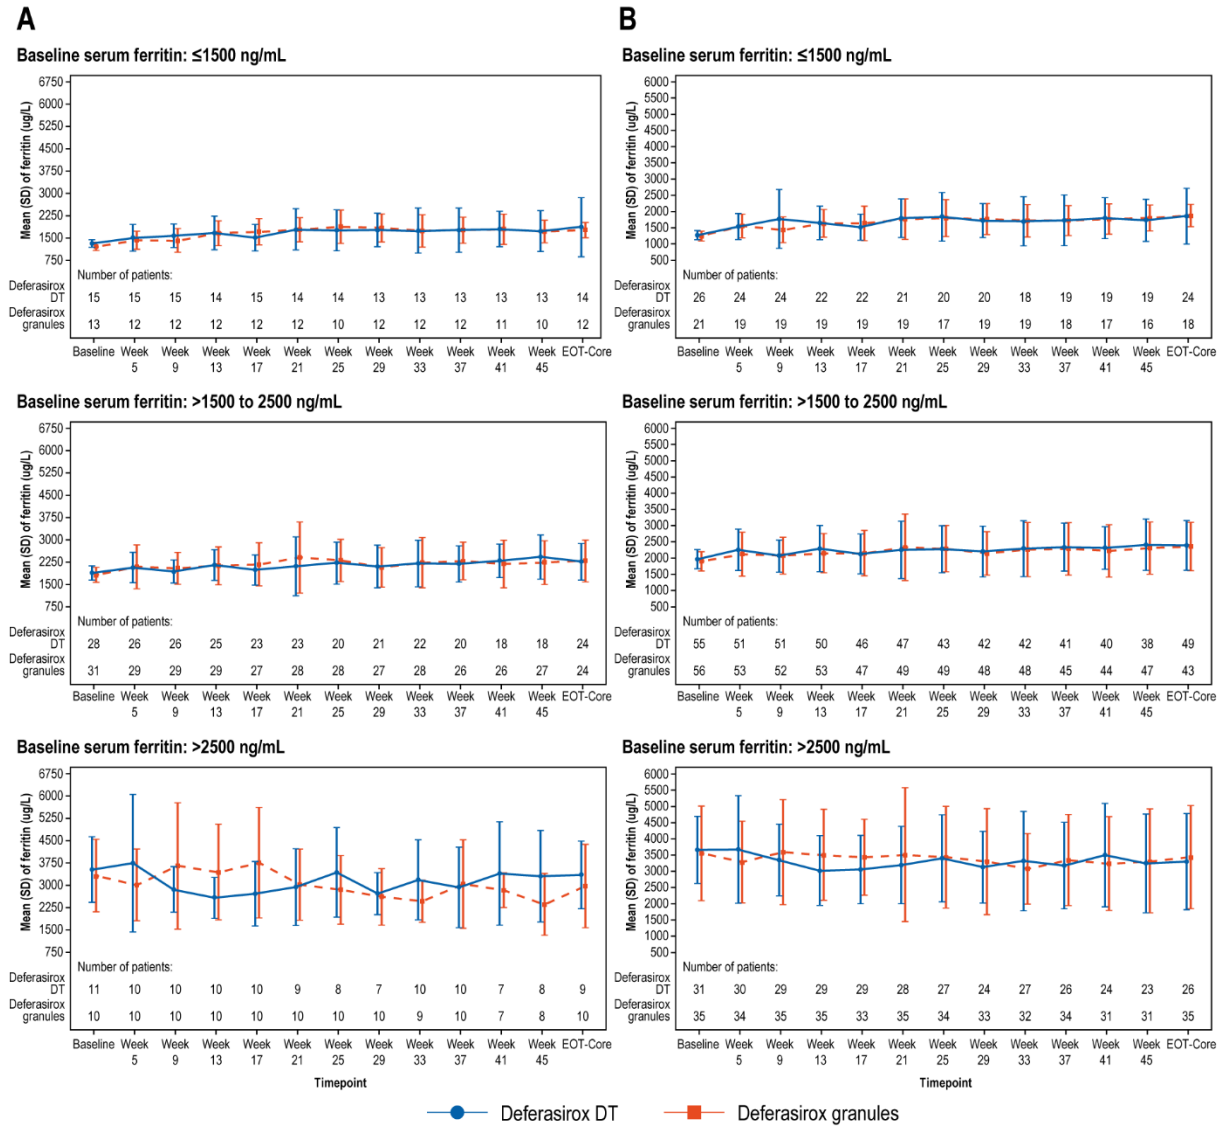 A
Baseline serum ferritin: ≤1500 ng/mL
Mean (SD) of ferritin (ug/L)
6750
6000
5250
4500
3750
3000
2250
1500
750
Number of patients:
Deferasirox
DT
15 15 15 14 15 14 14 13 13 13 13 13 14
Deferasirox
granules
13 12 12 12 12 12 10 12 12 12 11 10 12
Baseline Week Week Week Week Week Week Week Week Week Week Week EOT-Core
5 9 13 17 21 25 29 33 37 41 45
Baseline serum ferritin: >1500 to 2500 ng/mL
Mean (SD) of ferritin (ug/L)
6750
6000
5250
4500
3750
3000
2250
1500
750
Number of patients:
Deferasirox
DT
28 26 26 25 23 23 20 21 22 20 18 18 24
Deferasirox
granules
31 29 29 29 27 28 28 27 28 26 26 27 24
Baseline Week Week Week Week Week Week Week Week Week Week Week EOT-Core
5 9 13 17 21 25 29 33 37 41 45
Baseline serum ferritin: >2500 ng/mL
Mean (SD) of ferritin (ug/L)
6750
6000
5250
4500
3750
3000
2250
1500
750
Number of patients:
Deferasirox
DT
11 10 10 10 10 9 8 7 10 10 7 8 9
Deferasirox
granules
10 10 10 10 10 10 10 10 9 10 7 8 10
Baseline Week Week Week Week Week Week Week Week Week Week Week EOT-Core
5 9 13 17 21 25 29 33 37 41 45
Timepoint
B
Baseline serum ferritin: ≤1500 ng/mL
Mean (SD) of ferritin (ug/L)
6000
5500
5000
4500
4000
3500
3000
2500
2000
1500
1000
500
Number of patients:
Deferasirox
DT
26 24 24 22 22 21 20 20 18 19 19 19 24
Deferasirox
granules
21 19 19 19 19 19 17 19 19 18 17 16 18
Baseline Week Week Week Week Week Week Week Week Week Week Week EOT-Core
5 9 13 17 21 25 29 33 37 41 45
Baseline serum ferritin: >1500 to 2500 ng/mL
Mean (SD) of ferritin (ug/L)
6000
5500
5000
4500
4000
3500
3000
2500
2000
1500
1000
500
Number of patients:
Deferasirox
DT
55 51 51 50 46 47 43 42 42 41 40 38 49
Deferasirox
granules
56 53 52 53 47 49 49 48 48 45 44 47 43
Baseline Week Week Week Week Week Week Week Week Week Week Week EOT-Core
5 9 13 17 21 25 29 33 37 41 45
Baseline serum ferritin: >2500 ng/mL
Mean (SD) of ferritin (ug/L)
6000
5500
5000
4500
4000
3500
3000
2500
2000
1500
1000
500
Number of patients:
Deferasirox
DT
31 30 29 29 29 28 27 24 27 26 24 23 26
Deferasirox
granules
35 34 35 35 33 35 34 33 32 34 31 31 35
Baseline Week Week Week Week Week Week Week Week Week Week Week EOT-Core
5 9 13 17 21 25 29 33 37 41 45
Timepoint
Deferasirox DT
Deferasirox granules